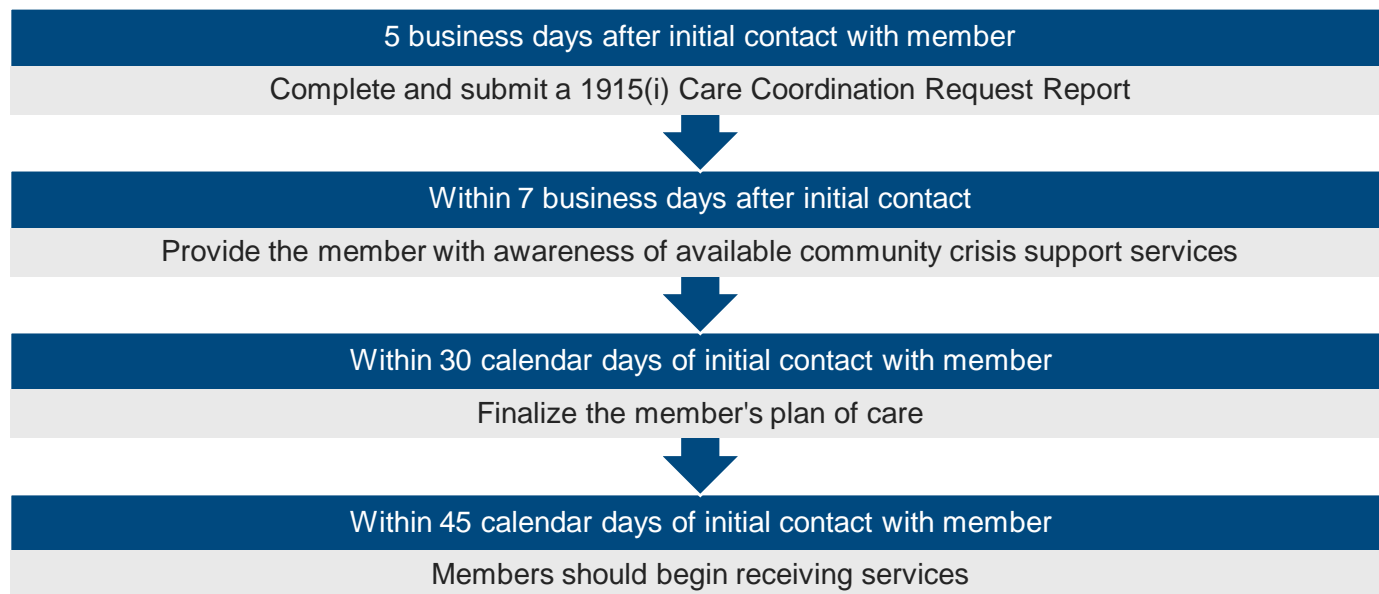 5 business days after initial contact with member
Complete and submit a 1915(i) Care Coordination Request Report
Within 7 business days after initial contact
Provide the member with awareness of available community crisis support services
Within 30 calendar days of initial contact with member
Finalize the member's plan of care
Within 45 calendar days of initial contact with member
Members should begin receiving services